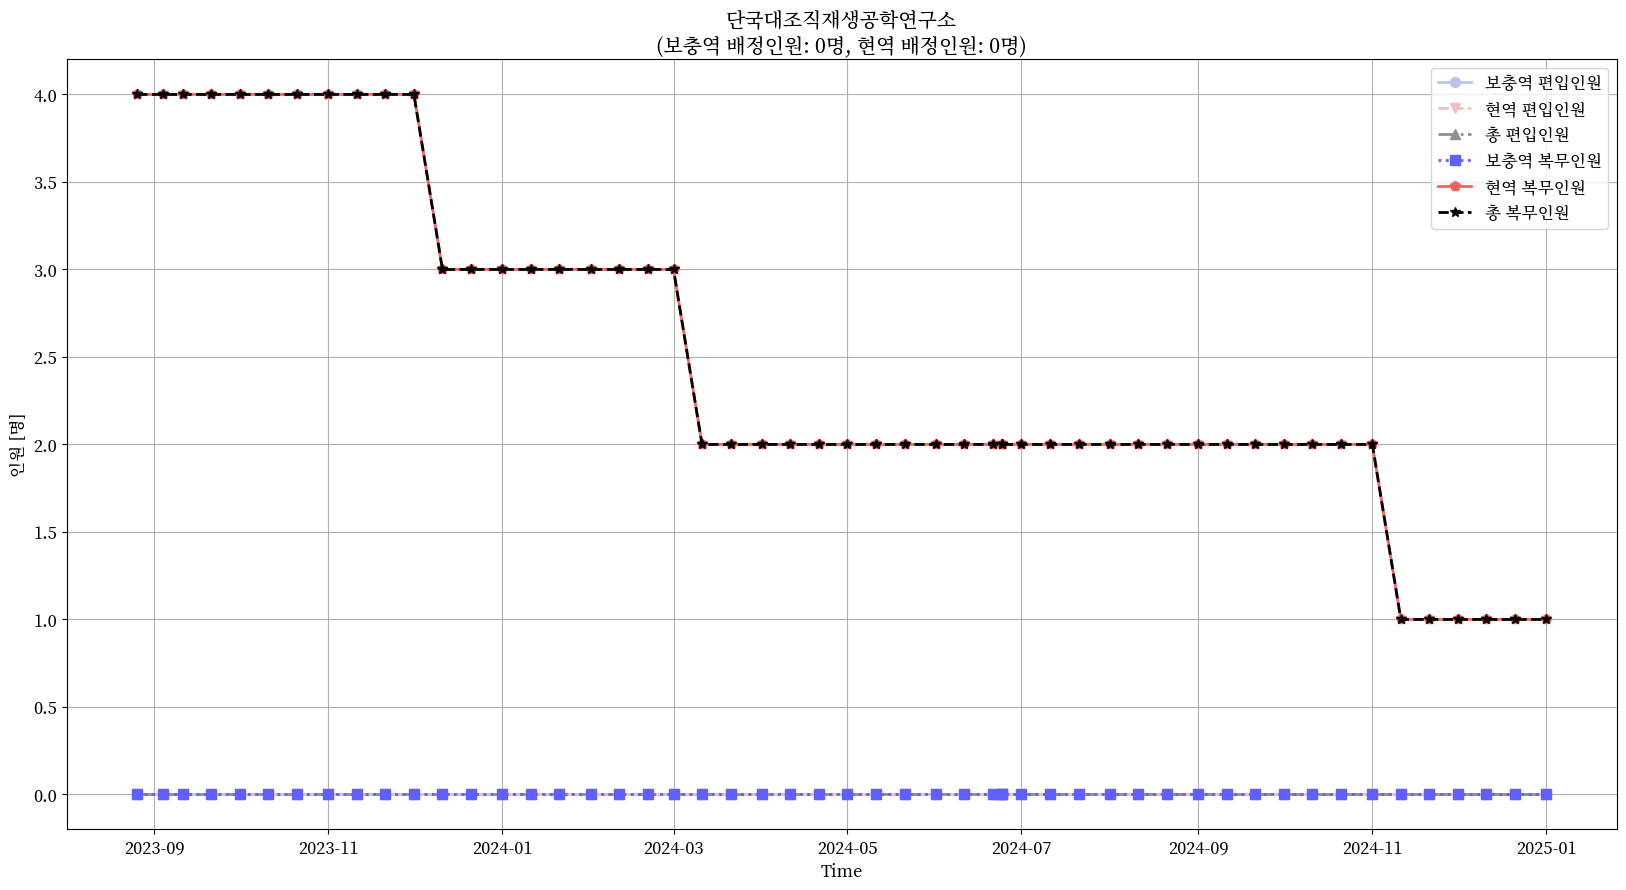 단국대조직재생공학연구소
(보충역 배정인원: 0명, 현역 배정인원: 0명)
보충역 편입인원
현역 편입인원
총 편입인원
보충역 복무인원
현역 복무인원
총 복무인원
4.0
3.5
3.0
2.5
2.0
1.5
1.0
0.5
0.0
인원 [명]
2023-09
2023-11
2024-01
2024-03
2024-05
2024-07
2024-09
2024-11
2025-01
Time